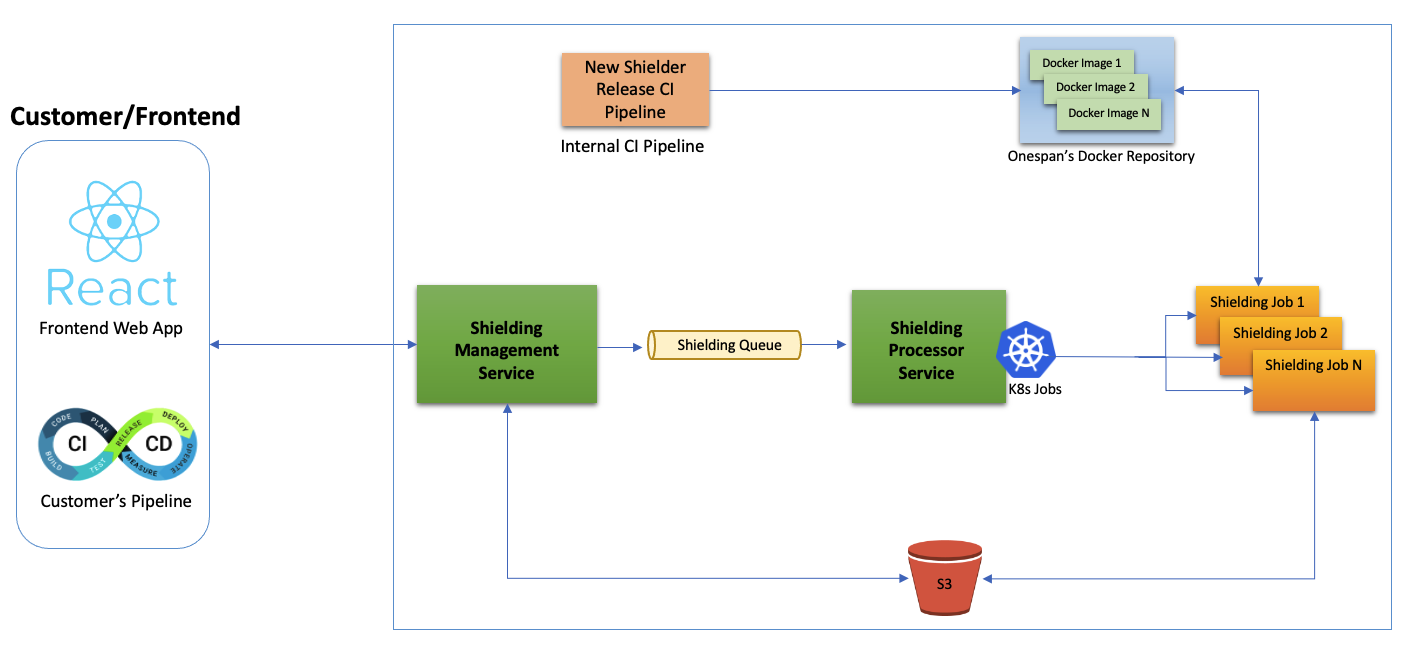 Customer/Frontend
React
Frontend Web App
CODE
PLAN
RELEASE
DEPLOY
CI
CD
BUILD
TEST
MEASURE
OPERATE
Customer's Pipeline
New Shielder
Release CI
Pipeline
Internal CI Pipeline
Docker Image 1
Docker Image 2
Docker Image N
Onespan's Docker Repository
Shielding
Management
Service
Shielding Queue
Shielding
Processor
Service
K8s Jobs
Shielding Job 1
Shielding Job 2
Shielding Job N
S3